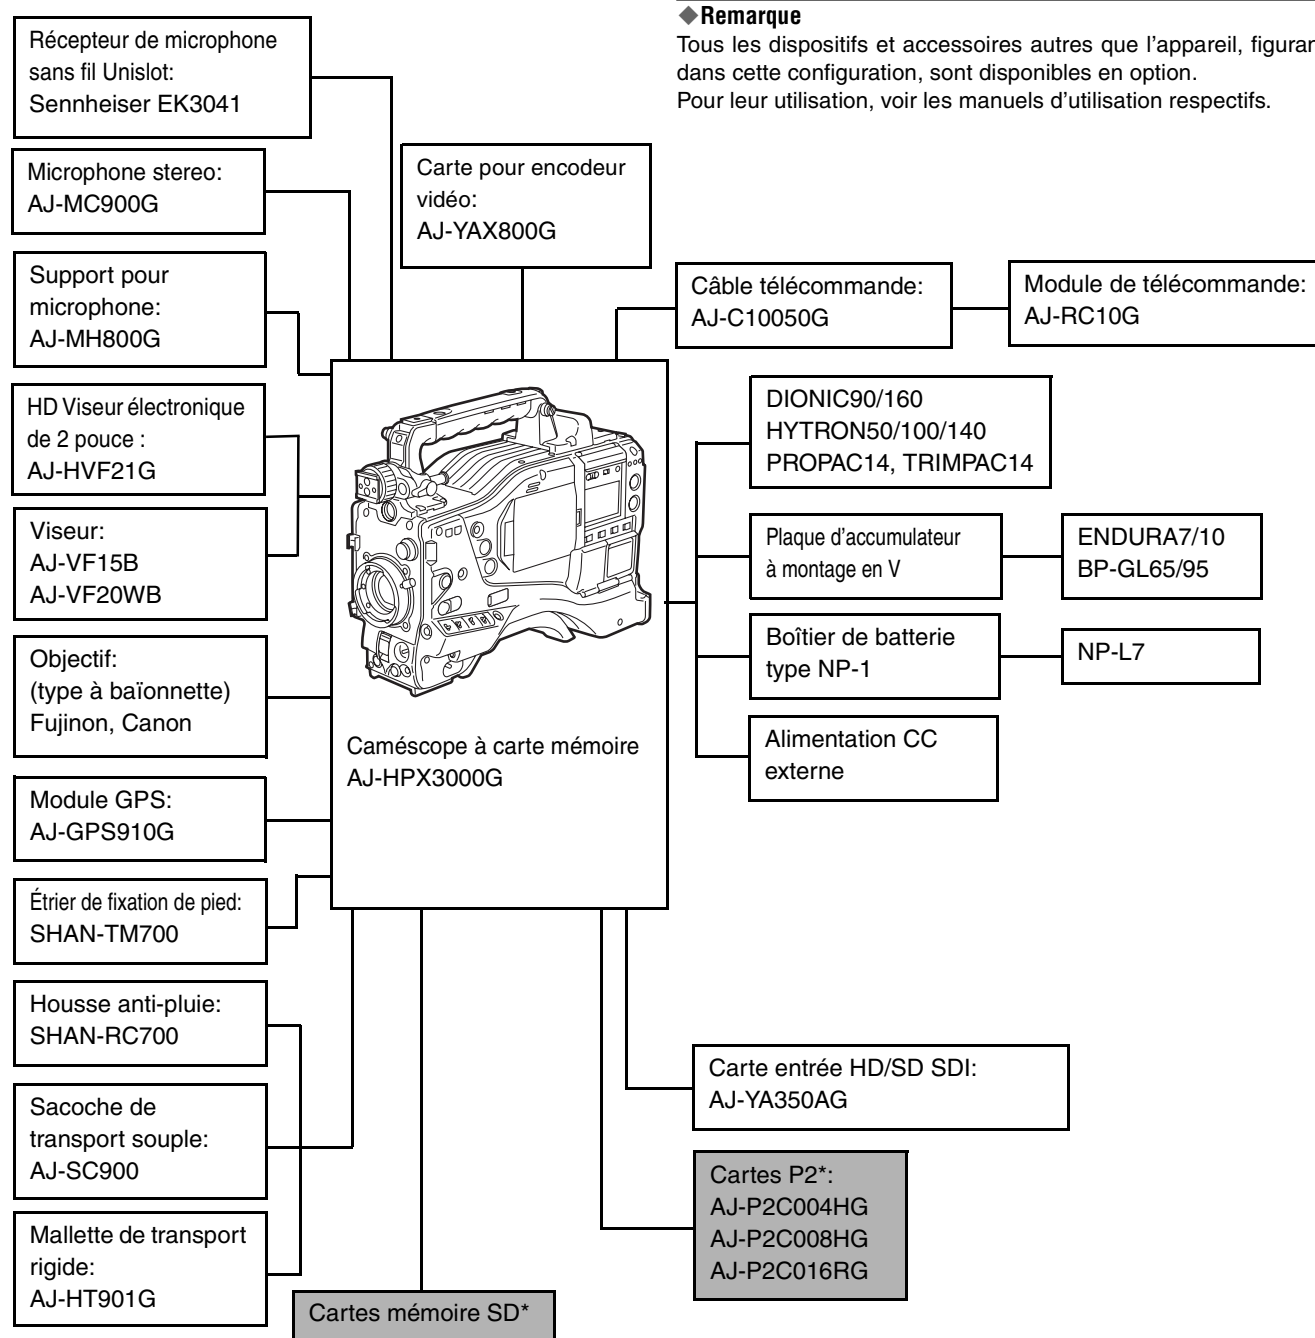 ◆Remarque
Tous les dispositifs et accessoires autres que l'appareil, figuran
dans cette configuration, sont disponibles en option.
Pour leur utilisation, voir les manuels d'utilisation respectifs.
Récepteur de microphone
sans fil Unislot:
Sennheiser EK3041
Microphone stereo:
AJ-MC900G
Carte pour encodeur
vidéo:
AJ-YAX800G
Support pour
microphone:
AJ-MH800G
Câble télécommande:
AJ-C10050G
Module de télécommande:
AJ-RC10G
HD Viseur électronique
de 2 pouce :
AJ-HVF21G
DIONIC90/160
HYTRON50/100/140
PROPAC14, TRIMPAC14
Viseur:
AJ-VF15B
AJ-VF20WB
Plaque d'accumulateur
à montage en V
ENDURA7/10
BP-GL65/95
Objectif:
(type à baïonnette)
Fujinon, Canon
Boîtier de batterie
type NP-1
NP-L7
Caméscope à carte mémoire
AJ-HPX3000G
Alimentation CC
externe
Module GPS:
AJ-GPS910G
Étrier de fixation de pied:
SHAN-TM700
Housse anti-pluie:
SHAN-RC700
Carte entrée HD/SD SDI:
AJ-YA350AG
Sacoche de
transport souple:
AJ-SC900
Cartes P2*:
AJ-P2C004HG
AJ-P2C008HG
AJ-P2C016RG
Mallette de transport
rigide:
AJ-HT901G
Cartes mémoire SD*